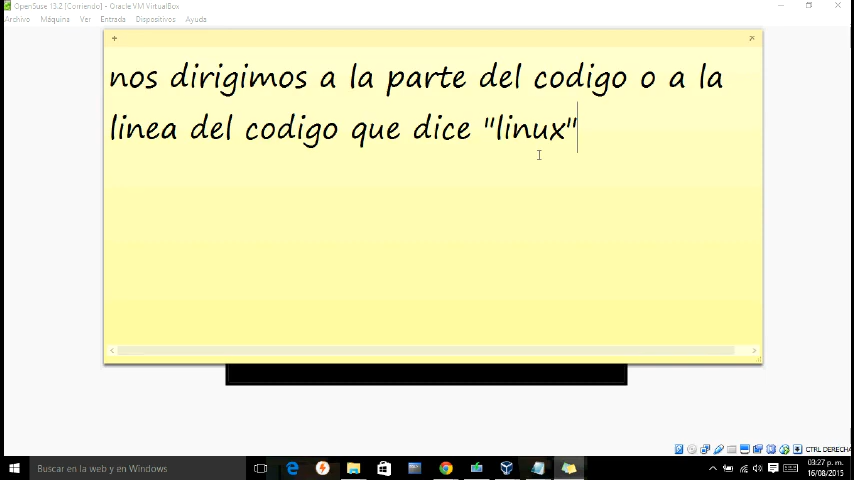 OpenSuse 13.2 [Corriendo] - Oracle VM VirtualBox
Archivo Máquina Ver Entrada Dispositivos Ayuda
nos dirigimos a la parte del codigo o a la
linea del codigo que dice "linux"
CTRL DERECHA
Buscar en la web y en Windows
03:27 p. m.
16/08/2015